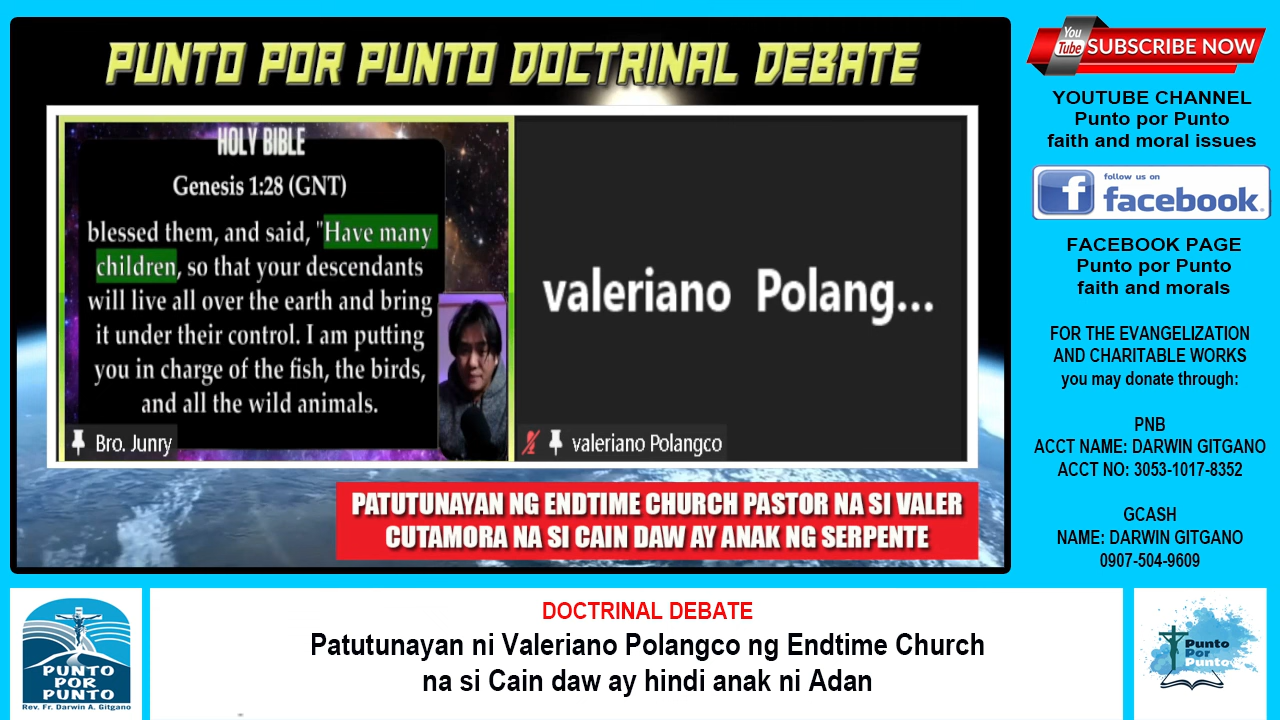 PUNTO POR PUNTO DOCTRINAL DEBATE
HOLY BIBLE
Genesis 1:28 (GNT)
blessed them, and said, "Have many
children, so that your descendants
will live all over the earth and bring
it under their control. I am putting
you in charge of the fish, the birds,
and all the wild animals.
Bro. Junry
valeriano Polang...
valeriano Polangco
PATUTUNAYAN NG ENDTIME CHURCH PASTOR NA SI VALER
CUTAMORA NA SI CAIN DAW AY ANAK NG SERPENTE
You
Tube SUBSCRIBE NOW
YOUTUBE CHANNEL
Punto por Punto
faith and moral issues
follow us on
f facebook.
FACEBOOK PAGE
Punto por Punto
faith and morals
FOR THE EVANGELIZATION
AND CHARITABLE WORKS
you may donate through:
PNB
ACCT NAME: DARWIN GITGANO
ACCT NO: 3053-1017-8352
GCASH
NAME: DARWIN GITGANO
0907-504-9609
PUNTO
POR
PUNTO
Rev. Fr. Darwin A. Gitgano
DOCTRINAL DEBATE
Patutunayan ni Valeriano Polangco ng Endtime Church
na si Cain daw ay hindi anak ni Adan
Punto
Por
Punto